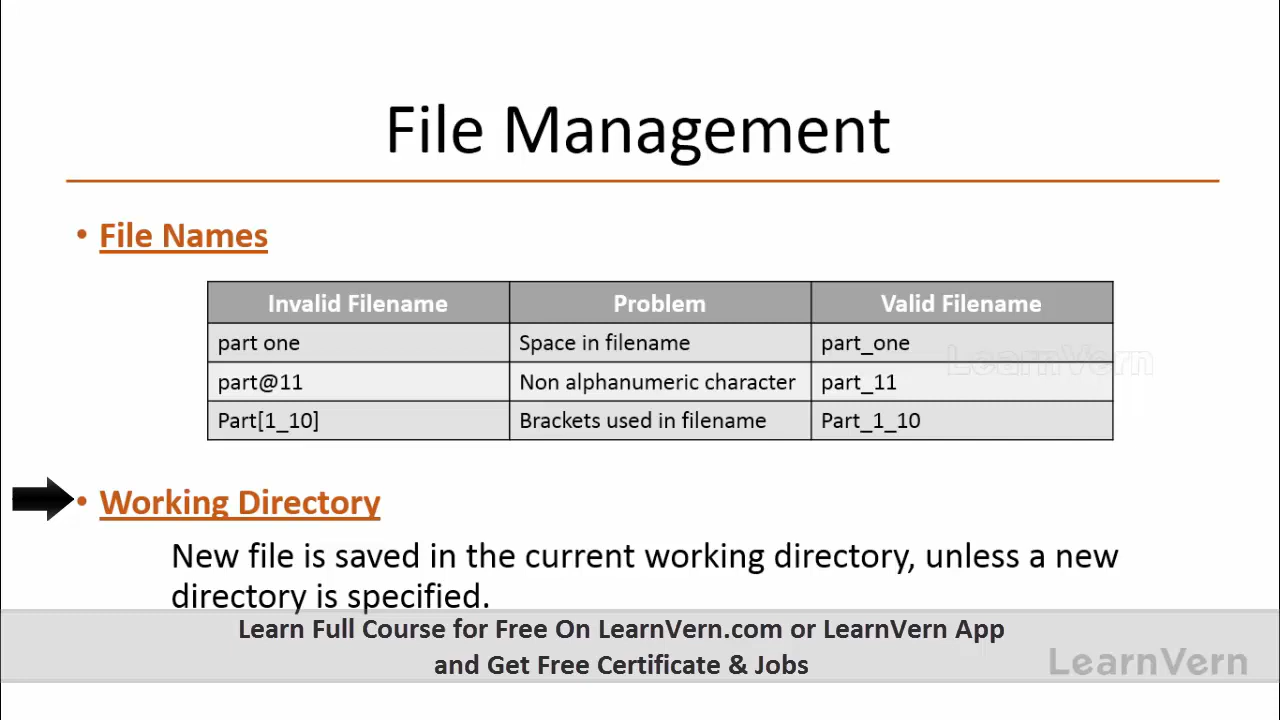 File Management
• File Names
Invalid Filename Problem Valid Filename
part one Space in filename part_one
LearnVern
part@11 Non alphanumeric character part_11
Part[1_10] Brackets used in filename Part_1_10
• Working Directory
New file is saved in the current working directory, unless a new
directory is specified.
Learn Full Course for Free On LearnVern.com or LearnVern App
and Get Free Certificate & Jobs
LearnVern